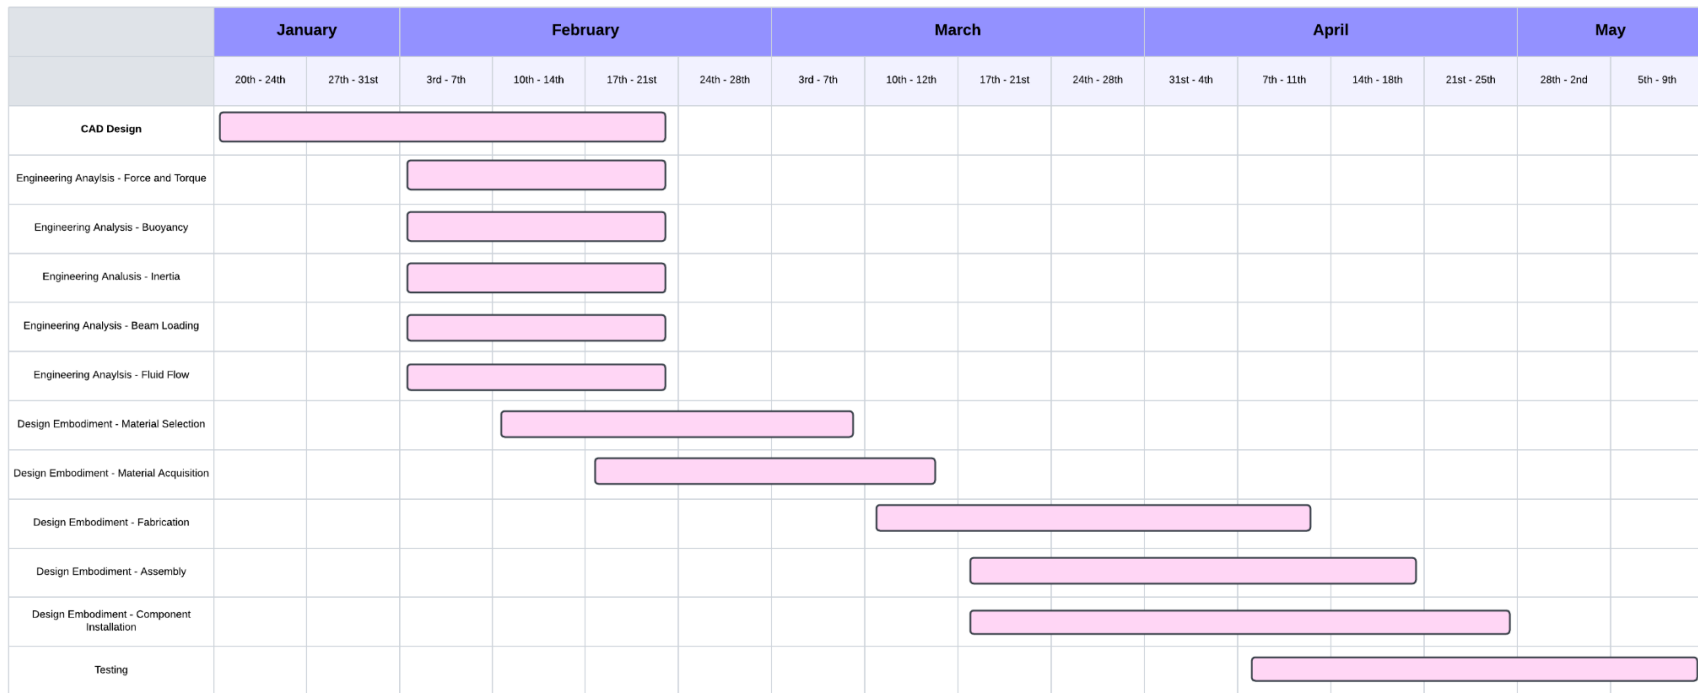 January February March April May
20th - 24th 27th - 31st 3rd - 7th 10th - 14th 17th - 21st 24th - 28th 3rd - 7th 10th - 12th 17th - 21st 24th - 28th 31st - 4th 7th - 11th 14th - 18th 21st - 25th 28th - 2nd 5th - 9th
CAD Design
Engineering Anaylsis - Force and Torque
Engineering Analysis - Buoyancy
Engineering Analusis - Inertia
Engineering Analysis - Beam Loading
Engineering Anaylsis - Fluid Flow
Design Embodiment - Material Selection
Design Embodiment - Material Acquisition
Design Embodiment - Fabrication
Design Embodiment - Assembly
Design Embodiment - Component
Installation
Testing